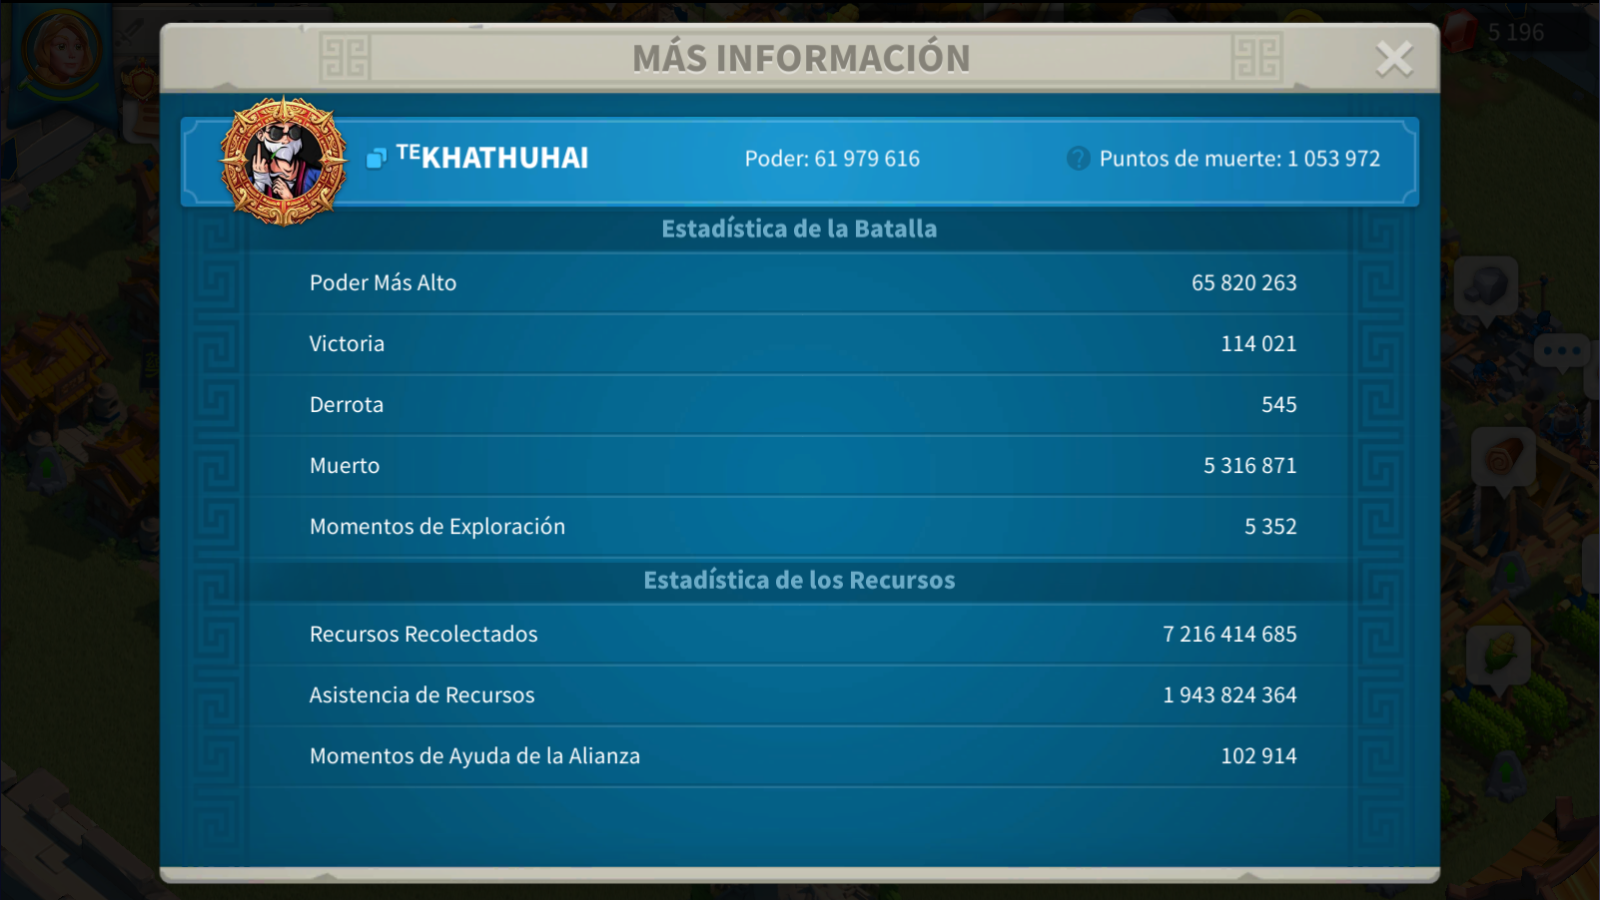 MÁS INFORMACIÓN
5 196
ᵀᴱKHATHUHAI
Poder: 61 979 616
? Puntos de muerte: 1 053 972
Estadística de la Batalla
Poder Más Alto 65 820 263
Victoria 114 021
Derrota 545
Muerto 5 316 871
Momentos de Exploración 5 352
Estadística de los Recursos
Recursos Recolectados 7 216 414 685
Asistencia de Recursos 1 943 824 364
Momentos de Ayuda de la Alianza 102 914